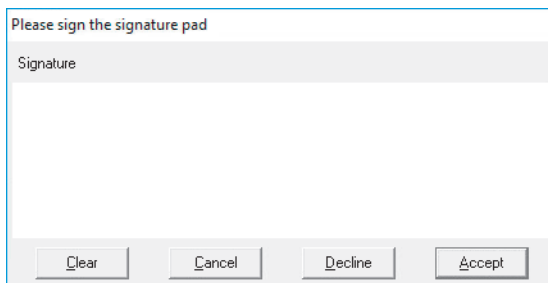 Please sign the signature pad
Signature
Clear Cancel Decline Accept